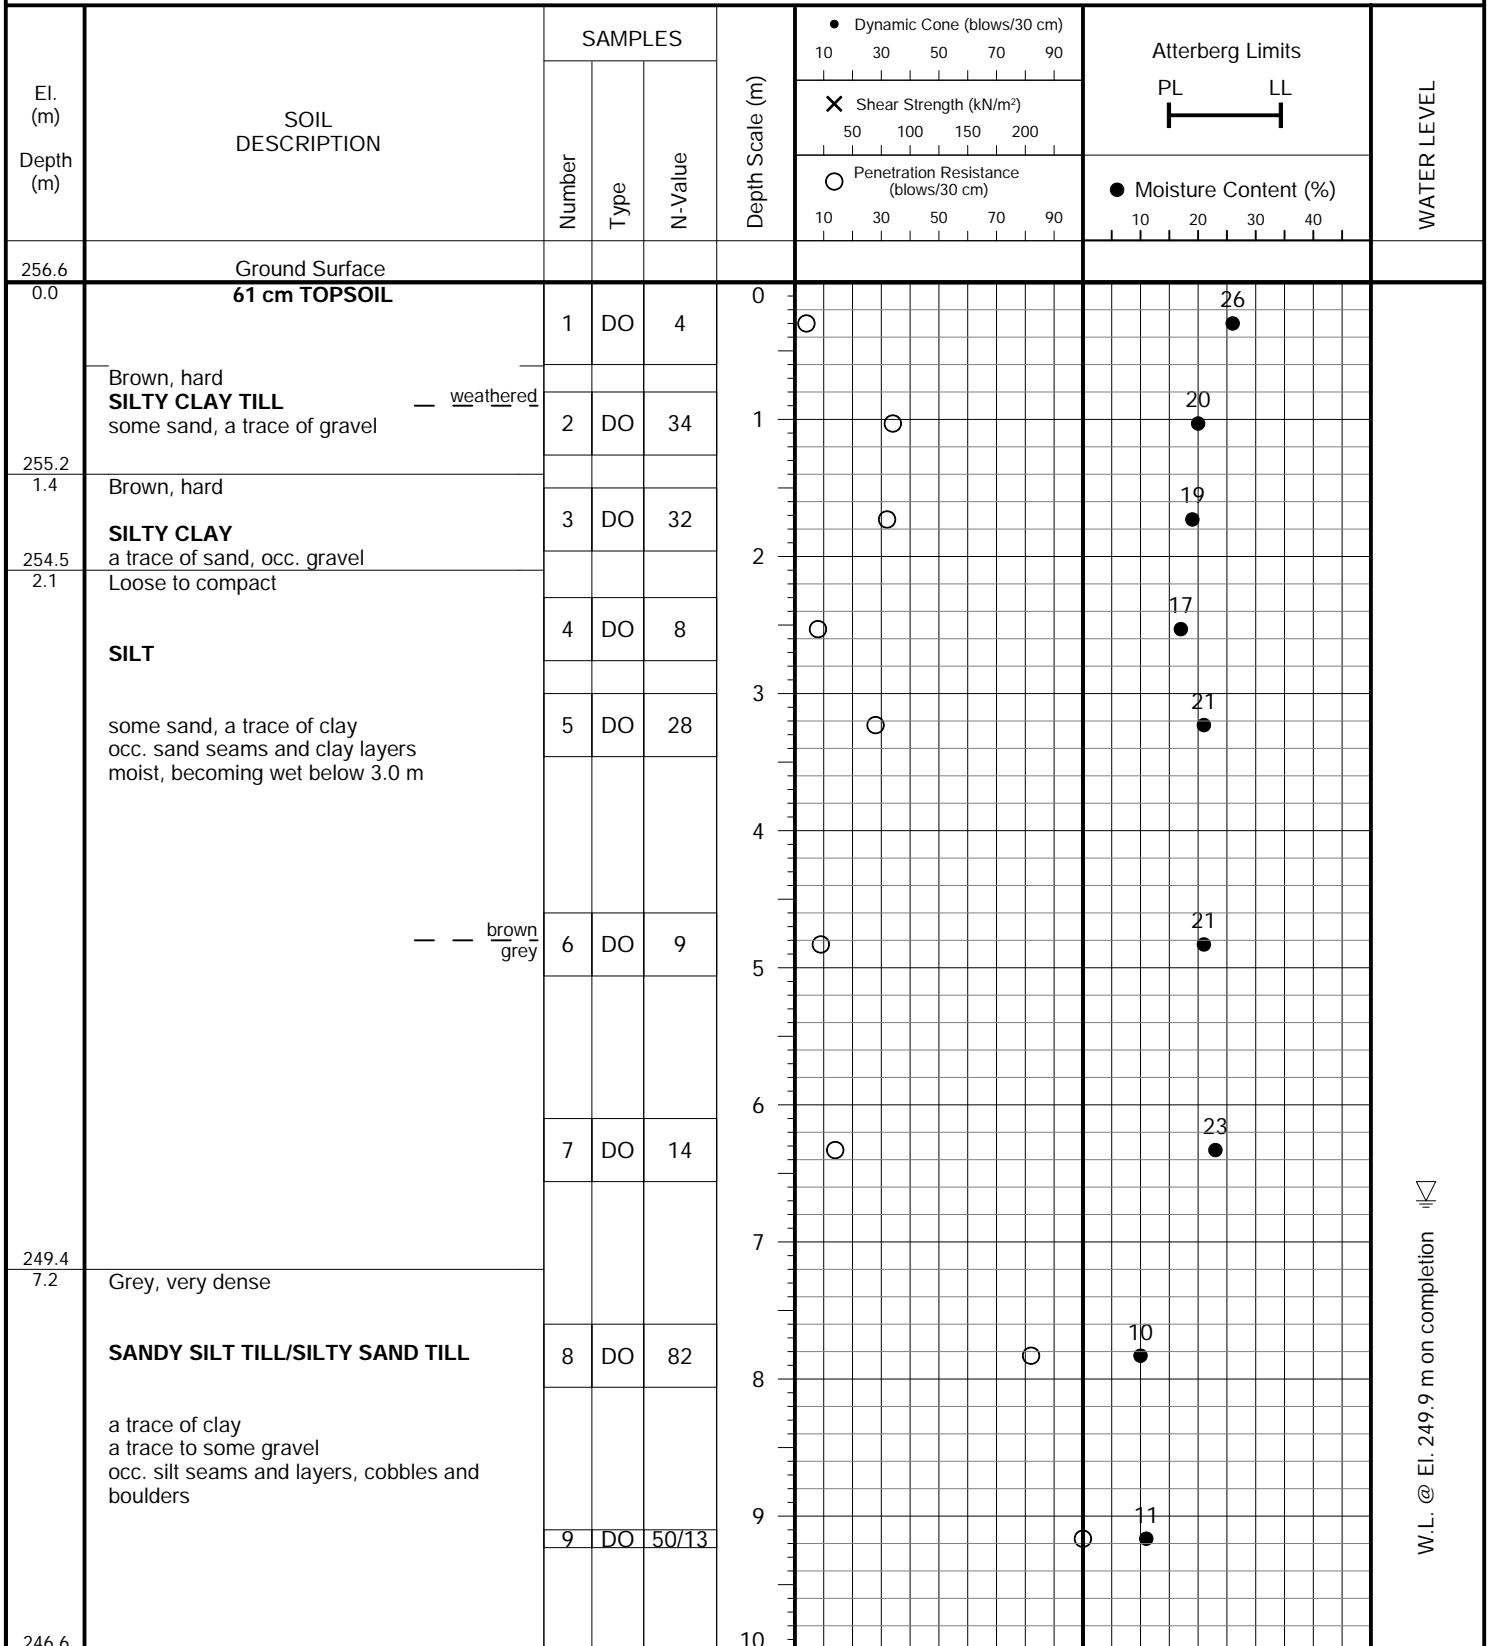 El.
(m)
Depth
(m)
SOIL
DESCRIPTION
SAMPLES
Number
Type
N-Value
Depth Scale (m)
Dynamic Cone (blows/30 cm)
10 30 50 70 90
Shear Strength (kN/m²)
50 100 150 200
Penetration Resistance
(blows/30 cm)
10 30 50 70 90
Atterberg Limits
PL LL
Moisture Content (%)
10 20 30 40
WATER LEVEL
256.6 Ground Surface
0.0 61 cm TOPSOIL 0
26
1 DO 4
Brown, hard
SILTY CLAY TILL weathered
some sand, a trace of gravel
20
2 DO 34 1
255.2
1.4 Brown, hard
19
3 DO 32
SILTY CLAY
254.5 a trace of sand, occ. gravel 2
2.1 Loose to compact
17
4 DO 8
SILT
3
21
some sand, a trace of clay 5 DO 28
occ. sand seams and clay layers
moist, becoming wet below 3.0 m
4
21
brown
grey
6 DO 9
5
6
23
7 DO 14
7
249.4
7.2 Grey, very dense
10
SANDY SILT TILL/SILTY SAND TILL 8 DO 82
8
a trace of clay
a trace to some gravel
occ. silt seams and layers, cobbles and
boulders
9
11
9 DO 50/13
W.L. @ El. 249.9 m on completion
246.6 10